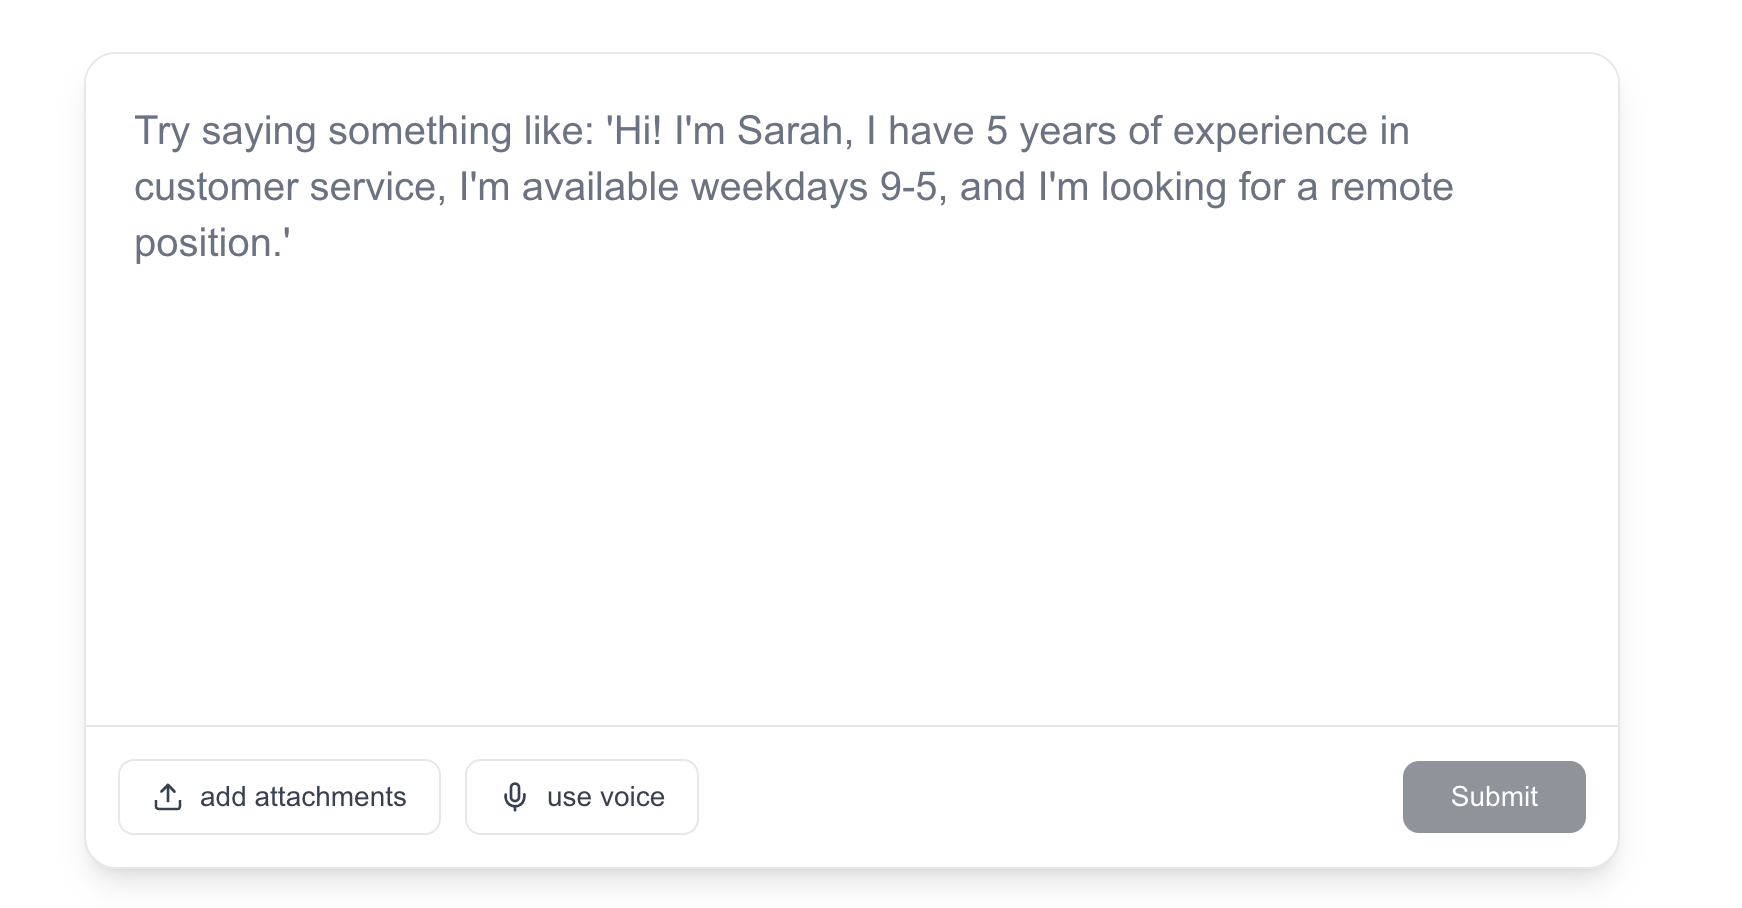 Try saying something like: 'Hi! I'm Sarah, I have 5 years of experience in
customer service, I'm available weekdays 9-5, and I'm looking for a remote
position.'
add attachments
use voice
Submit